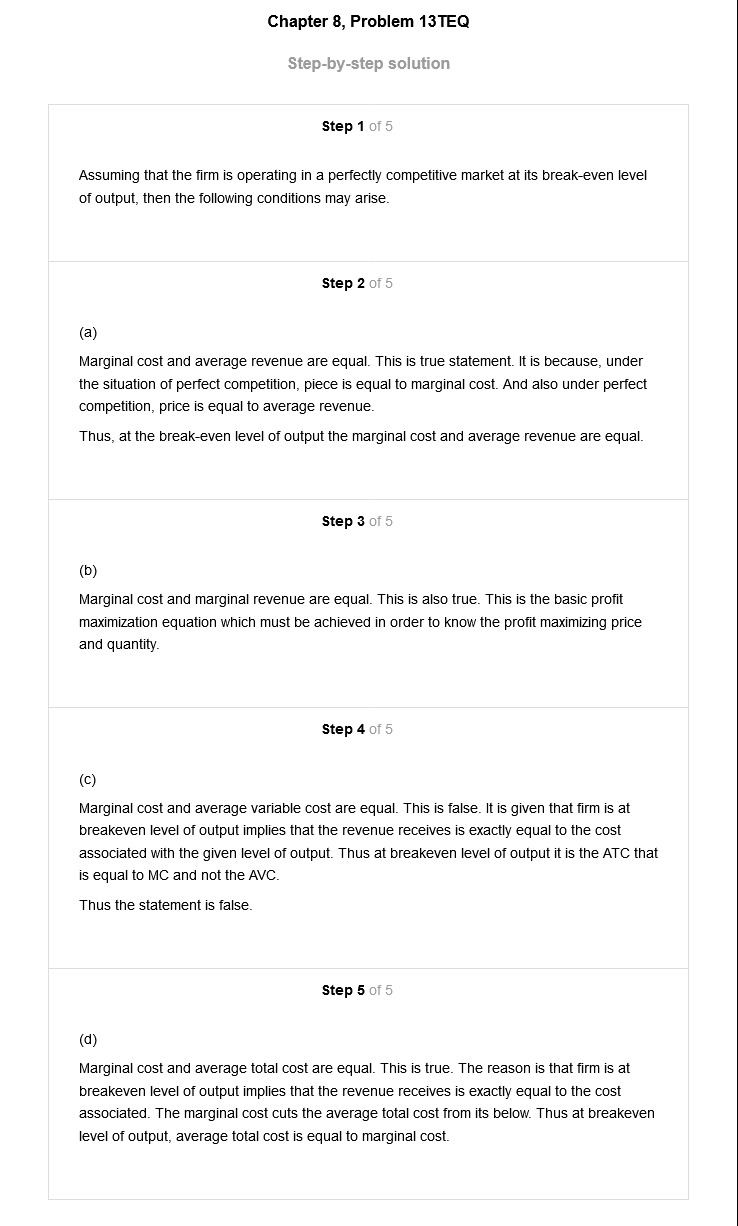 Chapter 8, Problem 13TEQ
Step-by-step solution
Step 1 of 5
Assuming that the firm is operating in a perfectly competitive market at its break-even level
of output, then the following conditions may arise.
Step 2 of 5
(a)
Marginal cost and average revenue are equal. This is true statement. It is because, under
the situation of perfect competition, piece is equal to marginal cost. And also under perfect
competition, price is equal to average revenue.
Thus, at the break-even level of output the marginal cost and average revenue are equal.
Step 3 of 5
(b)
Marginal cost and marginal revenue are equal. This is also true. This is the basic profit
maximization equation which must be achieved in order to know the profit maximizing price
and quantity.
Step 4 of 5
(c)
Marginal cost and average variable cost are equal. This is false. It is given that firm is at
breakeven level of output implies that the revenue receives is exactly equal to the cost
associated with the given level of output. Thus at breakeven level of output it is the ATC that
is equal to MC and not the AVC.
Thus the statement is false.
Step 5 of 5
(d)
Marginal cost and average total cost are equal. This is true. The reason is that firm is at
breakeven level of output implies that the revenue receives is exactly equal to the cost
associated. The marginal cost cuts the average total cost from its below. Thus at breakeven
level of output, average total cost is equal to marginal cost.